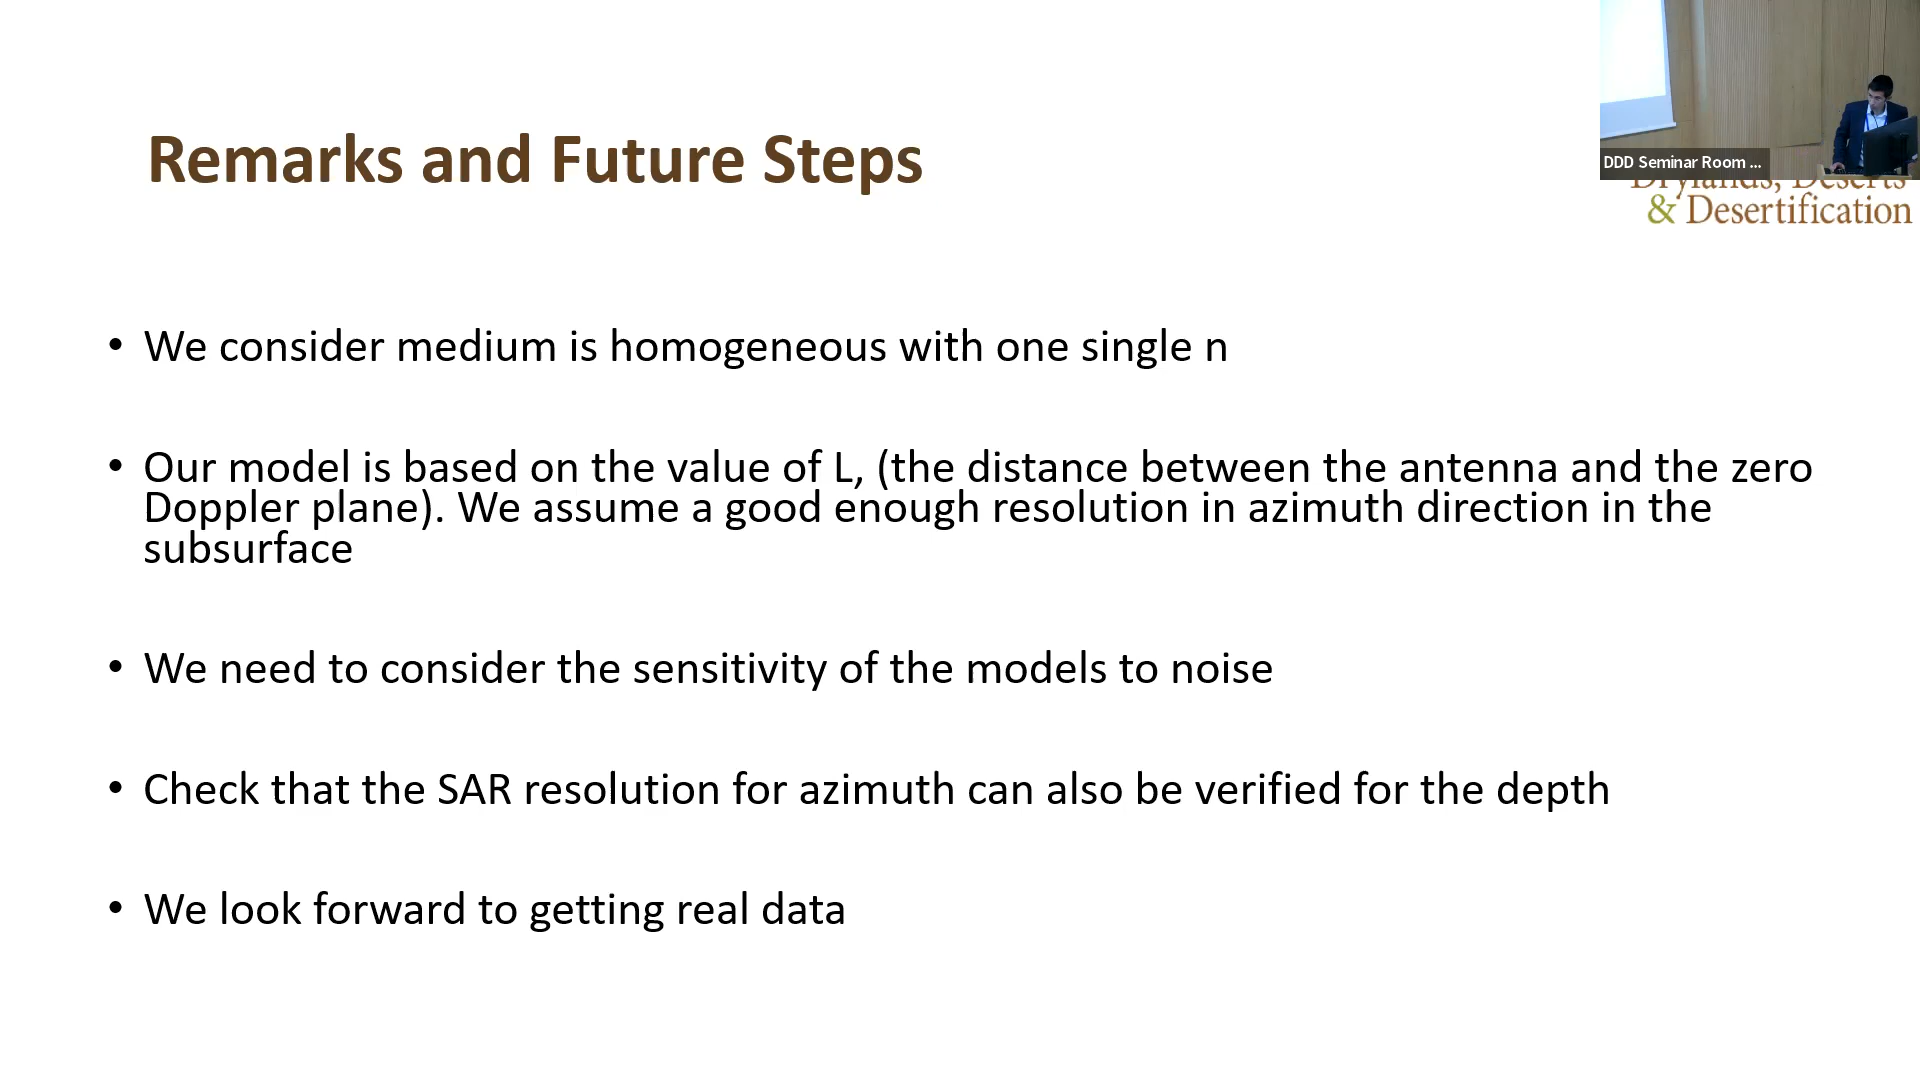 DDD Seminar Room ...
Drylands, Deserts
& Desertification
Remarks and Future Steps
• We consider medium is homogeneous with one single n
• Our model is based on the value of L, (the distance between the antenna and the zero
Doppler plane). We assume a good enough resolution in azimuth direction in the
subsurface
• We need to consider the sensitivity of the models to noise
• Check that the SAR resolution for azimuth can also be verified for the depth
• We look forward to getting real data